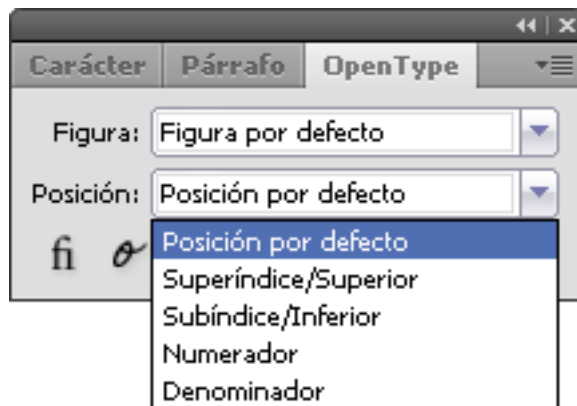 Carácter Párrafo OpenType
Figura: Figura por defecto
Posición: Posición por defecto
fi Posición por defecto
Superíndice/Superior
Subíndice/Inferior
Numerador
Denominador